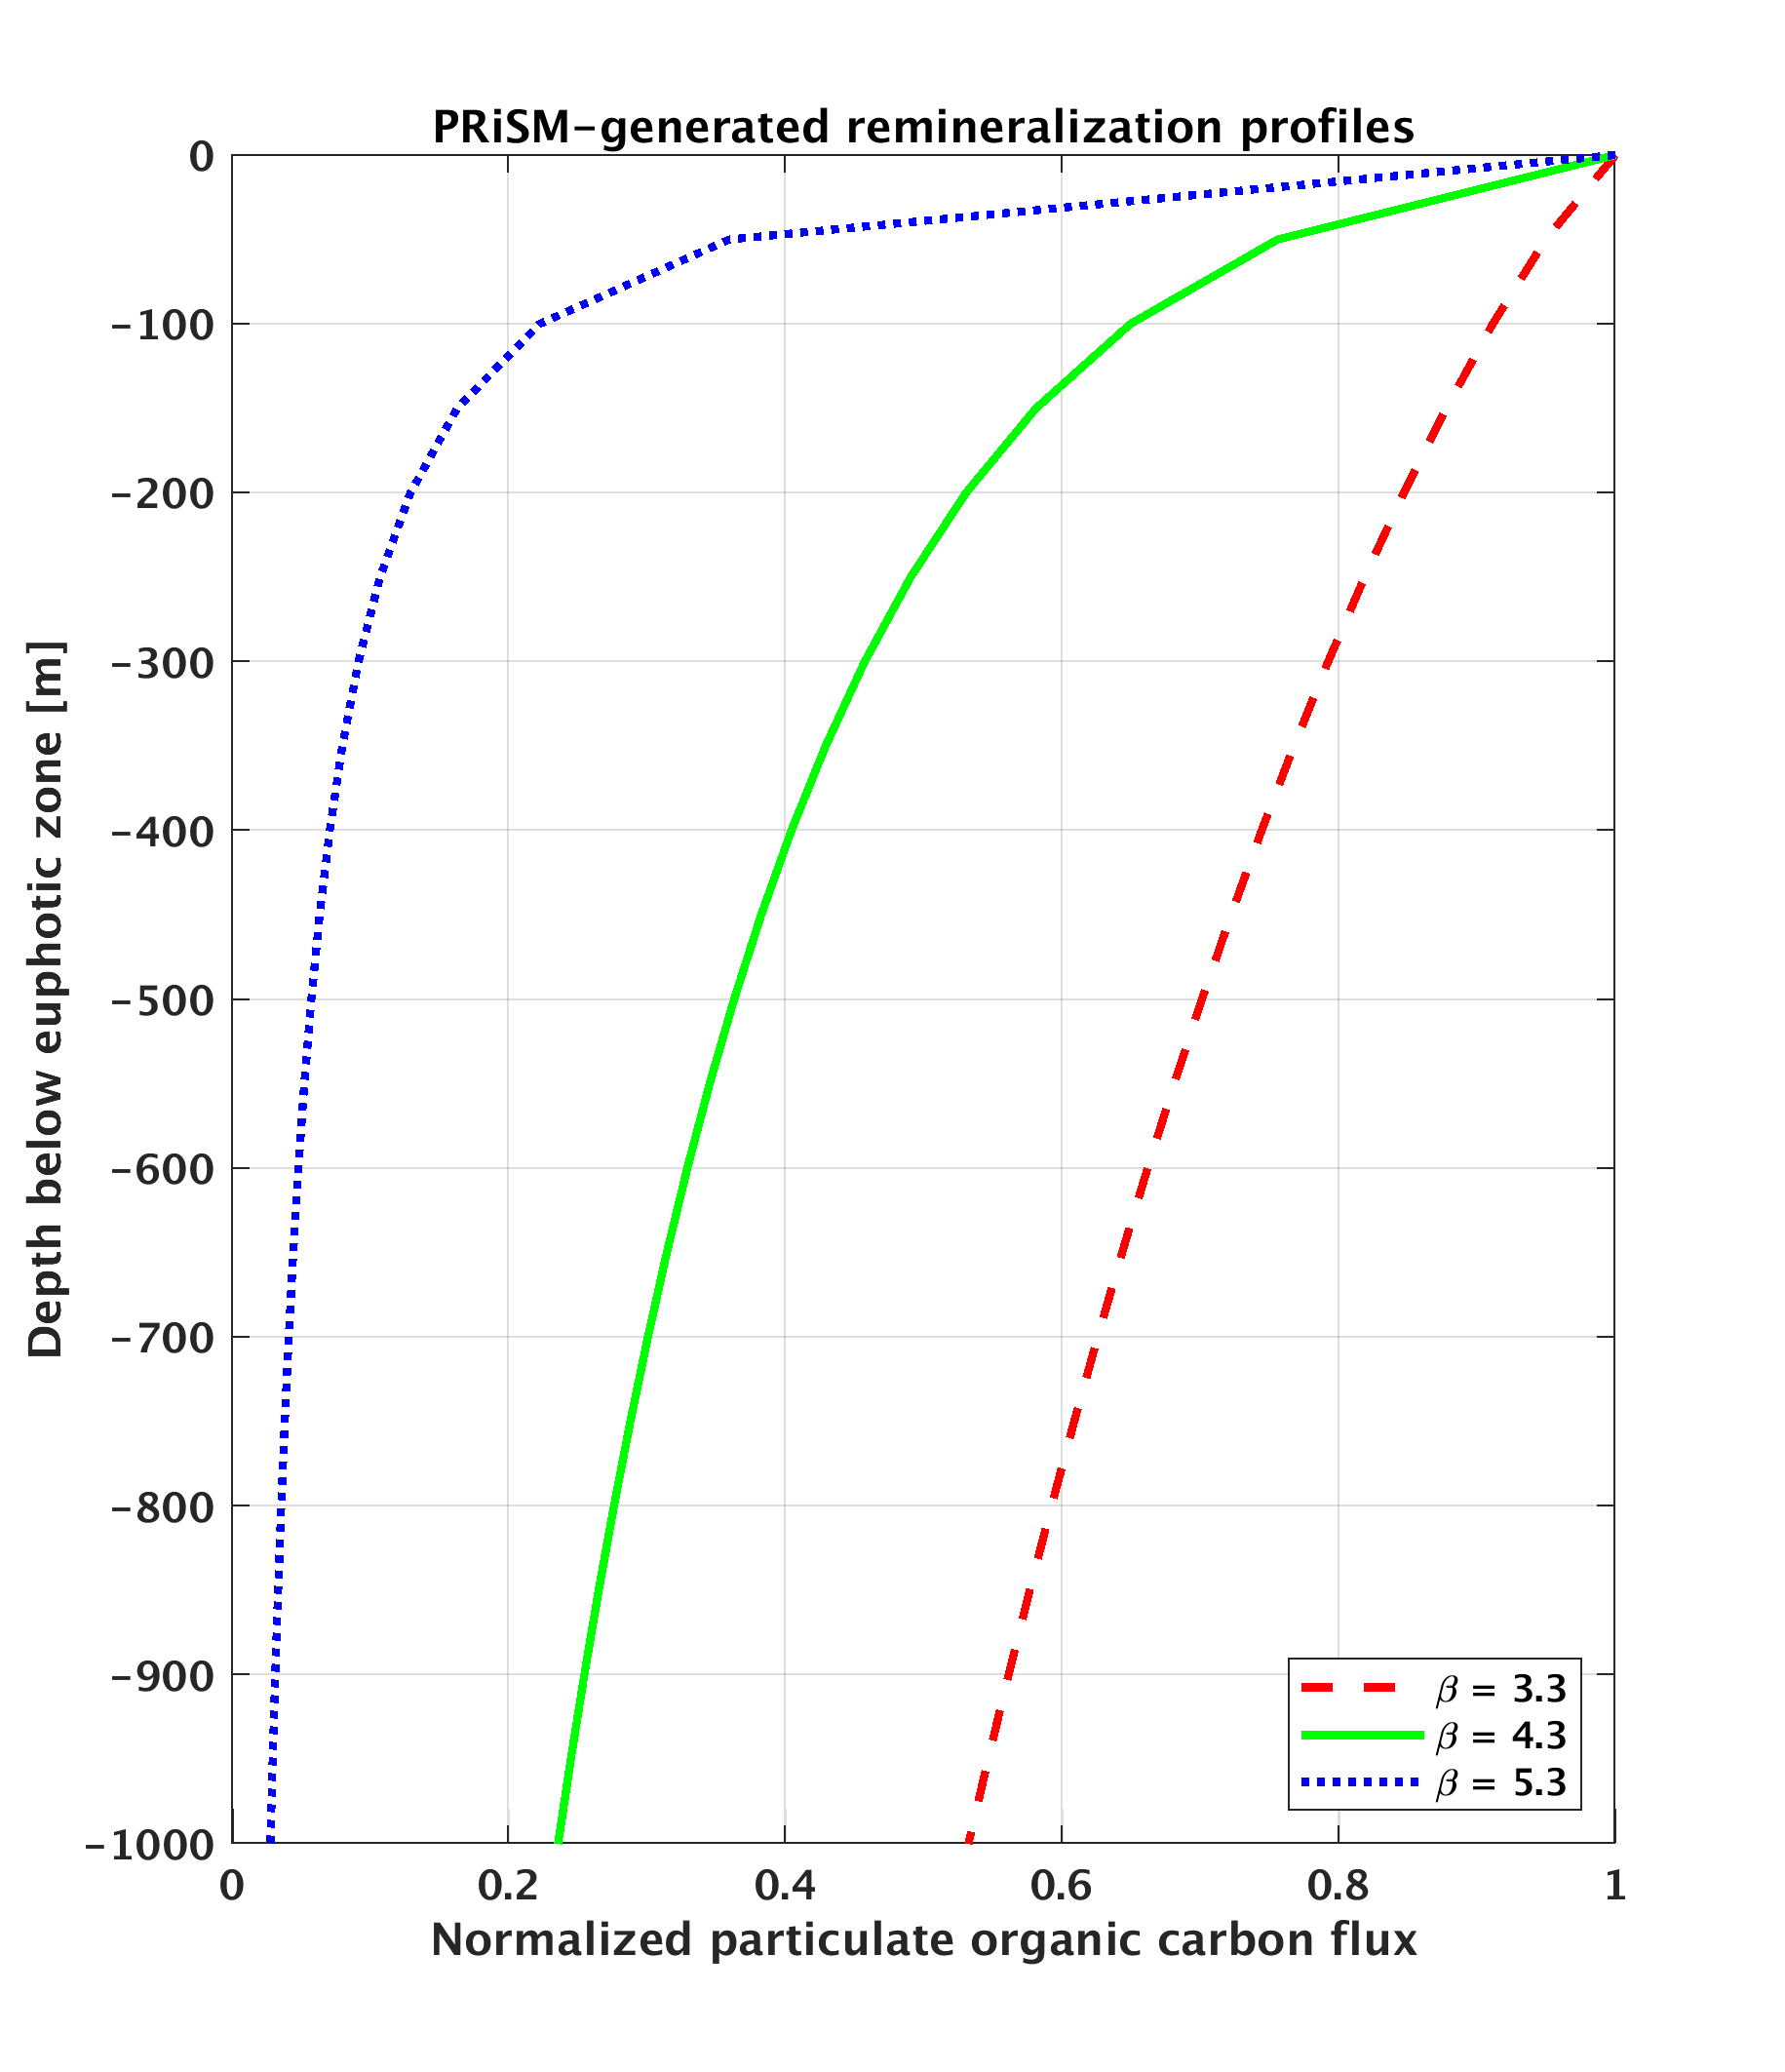 PRiSM-generated remineralization profiles
0
-100
-200
-300
-400
-500
-600
-700
-800
-900
-1000
Depth below euphotic zone [m]
β = 3.3
β = 4.3
β = 5.3
0 0.2 0.4 0.6 0.8 1
Normalized particulate organic carbon flux